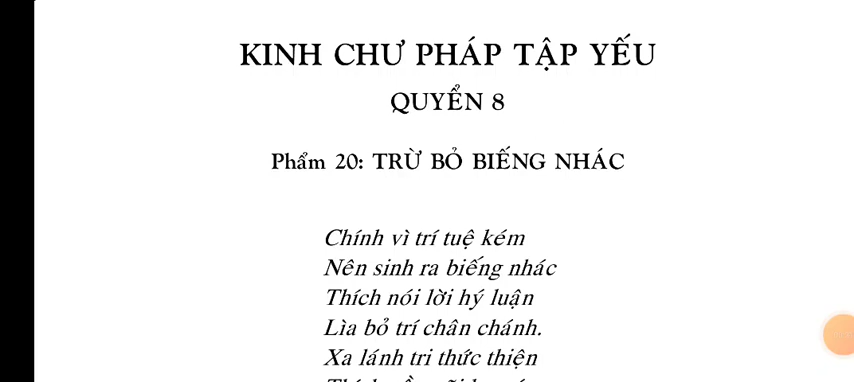 KINH CHƯ PHÁP TẬP YẾU
QUYỂN 8
Phẩm 20: TRỪ BỎ BIẾNG NHÁC
Chính vì trí tuệ kém
Nên sinh ra biếng nhác
Thích nói lời hý luận
Lìa bỏ trí chân chánh.
Xa lánh tri thức thiện